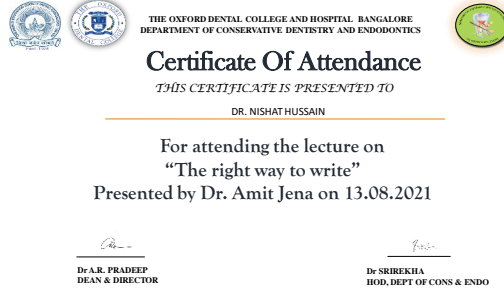 THE OXFORD DENTAL COLLEGE AND HOSPITAL BANGALORE
DEPARTMENT OF CONSERVATIVE DENTISTRY AND ENDODONTICS
Certificate Of Attendance
THIS CERTIFICATE IS PRESENTED TO
DR. NISHAT HUSSAIN
For attending the lecture on
“The right way to write”
Presented by Dr. Amit Jena on 13.08.2021
Dr A.R. PRADEEP
DEAN & DIRECTOR
Dr SRIREKHA
HOD, DEPT OF CONS & ENDO